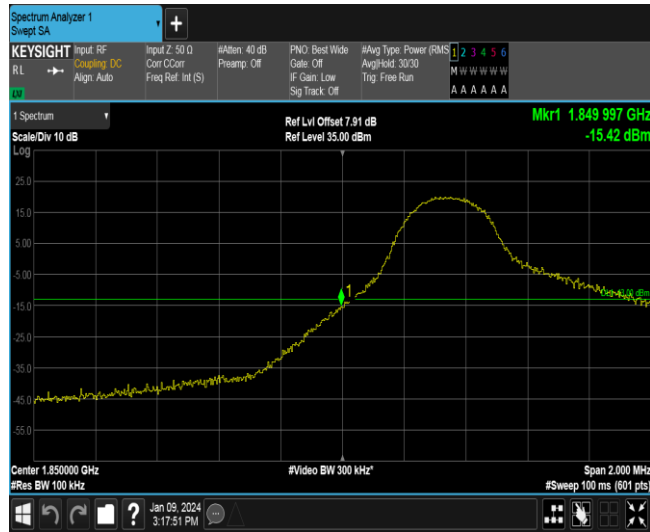 Spectrum Analyzer 1
Swept SA
KEYSIGHT
RL
LXI
Input: RF
Coupling: DC
Align: Auto
Input Z: 50 Ω
Corr CCorr
Freq Ref: Int (S)
#Atten: 40 dB
Preamp: Off
PNO: Best Wide
Gate: Off
IF Gain: Low
Sig Track: Off
#Avg Type: Power (RMS
Avg|Hold: 30/30
Trig: Free Run
1 2 3 4 5 6
M W W W W W
A A A A A A
1 Spectrum
Scale/Div 10 dB
Log
Ref Lvl Offset 7.91 dB
Ref Level 35.00 dBm
Mkr1 1.849 997 GHz
-15.42 dBm
25.0
15.0
5.00
-5.00
-15.0
-25.0
-35.0
-45.0
-55.0
1
Center 1.850000 GHz
#Res BW 100 kHz
#Video BW 300 kHz*
Span 2.000 MHz
#Sweep 100 ms (601 pts)
?
Jan 09, 2024
3:17:51 PM